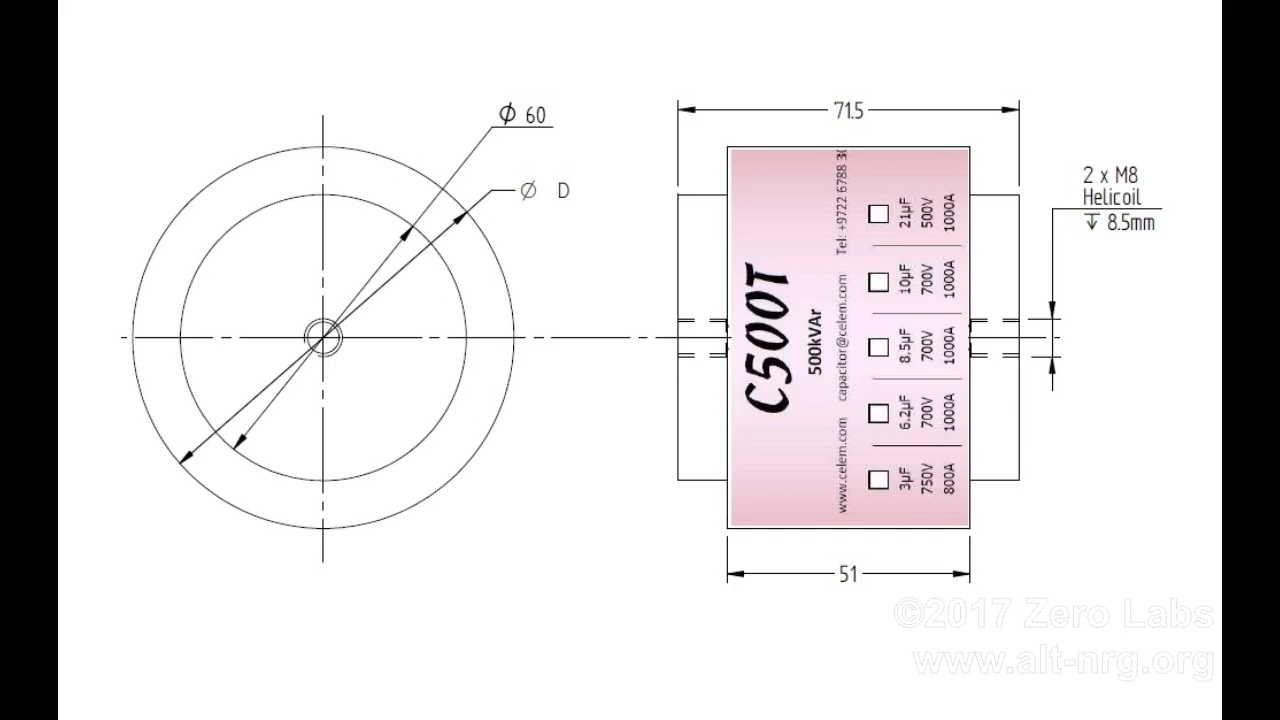 ϕ 60
Ø D
71.5
2 x M8
Helicoil
↧ 8.5mm
C500T
500kVAr
www.celem.com capacitor@celem.com Tel: +9722 6788 30
21µF
500V
1000A
10µF
700V
1000A
8.5µF
700V
1000A
6.2µF
700V
1000A
3µF
750V
800A
51
©2017 Zero Labs
www.alt-nrg.org